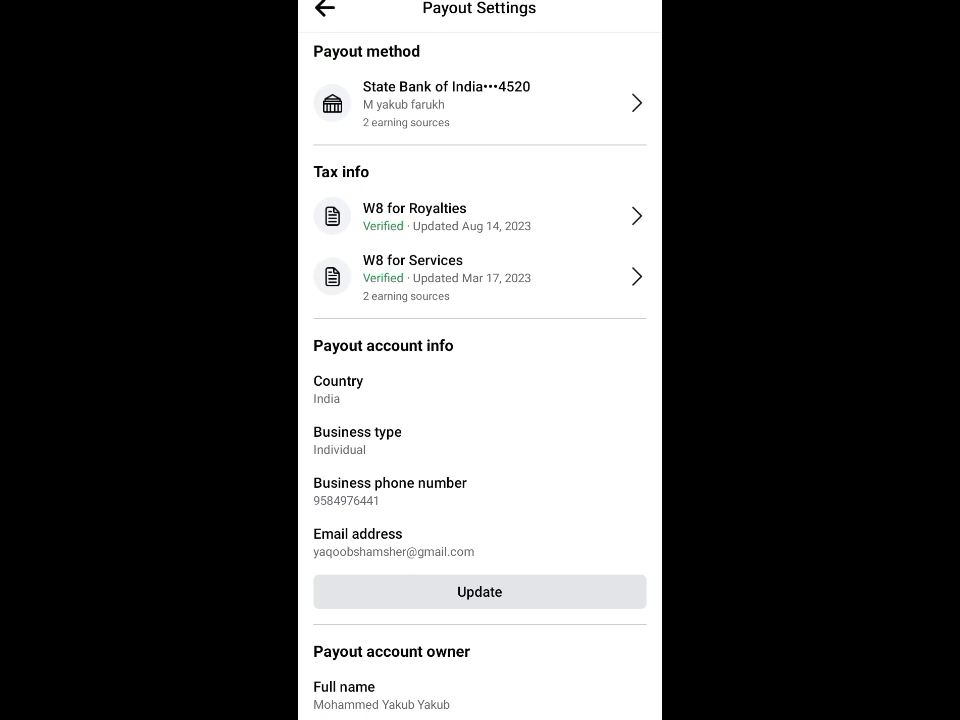 Payout Settings
Payout method
State Bank of India•••4520
M yakub farukh
2 earning sources
Tax info
W8 for Royalties
Verified · Updated Aug 14, 2023
W8 for Services
Verified · Updated Mar 17, 2023
2 earning sources
Payout account info
Country
India
Business type
Individual
Business phone number
9584976441
Email address
yaqoobshamsher@gmail.com
Update
Payout account owner
Full name
Mohammed Yakub Yakub